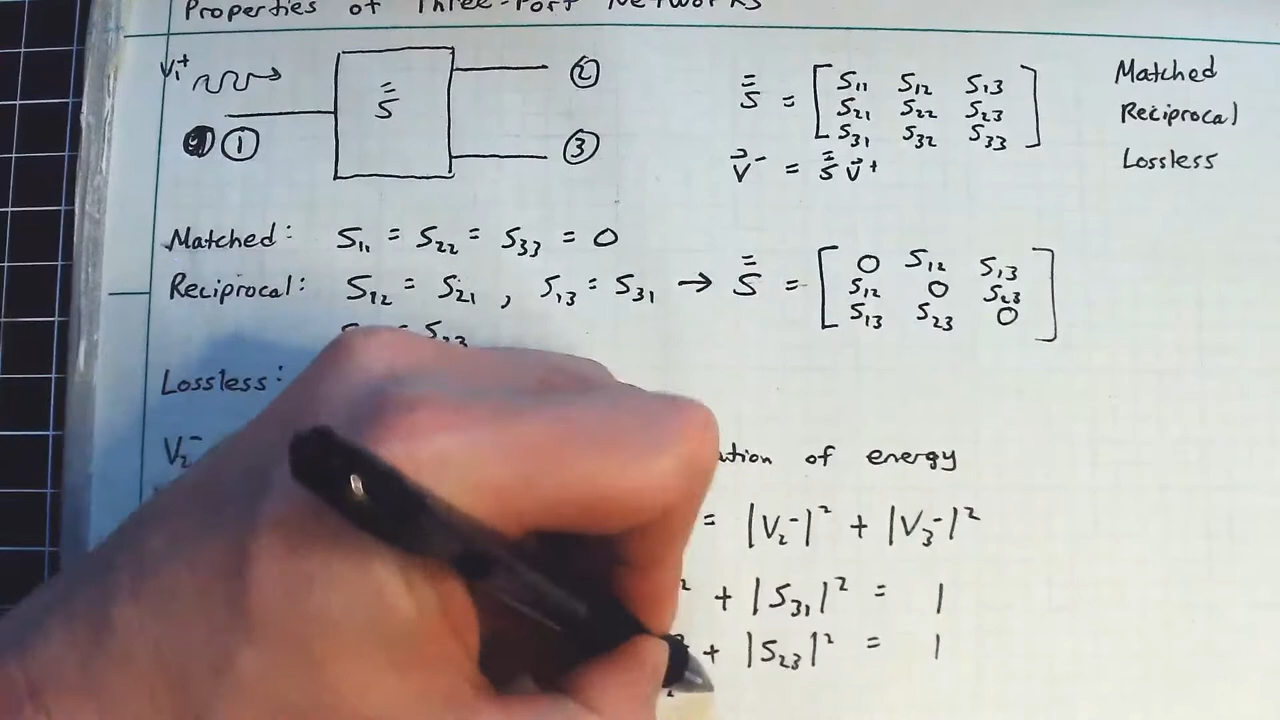 Properties of Three-Port Networks
V₁⁺
S̿
②
①
③
S̿ = [ S₁₁ S₁₂ S₁₃
S₂₁ S₂₂ S₂₃
S₃₁ S₃₂ S₃₃ ]
V⃗⁻ = S̿ V⃗⁺
Matched
Reciprocal
Lossless
Matched: S₁₁ = S₂₂ = S₃₃ = 0
Reciprocal: S₁₂ = S₂₁ , S₁₃ = S₃₁ → S̿ = [ 0 S₁₂ S₁₃
S₁₂ 0 S₂₃
S₁₃ S₂₃ 0 ]
= S₂₃
Lossless:
V₂⁻ of energy
= |V₂⁻|² + |V₃⁻|²
² + |S₃₁|² = 1
+ |S₂₃|² = 1